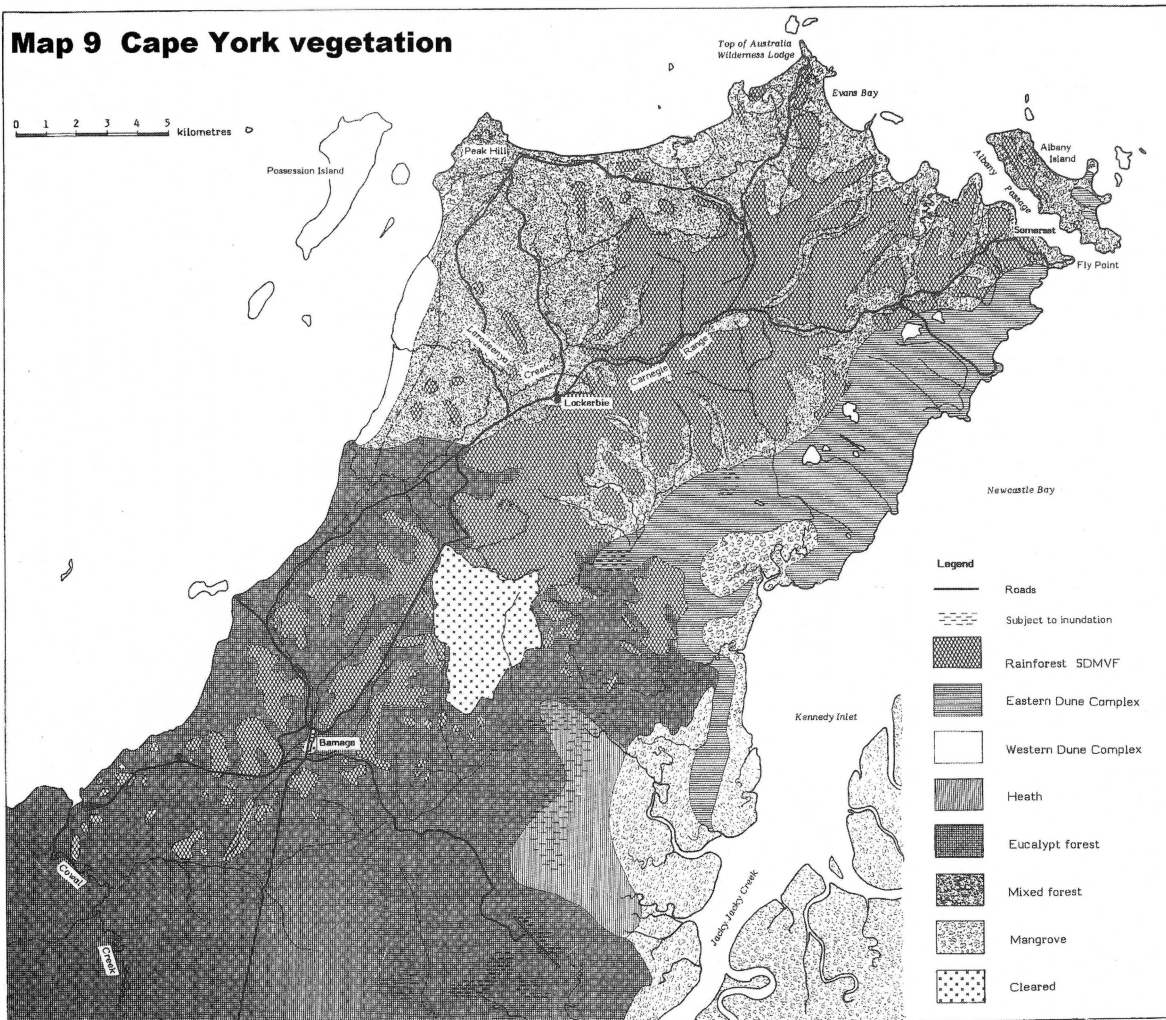 Map 9 Cape York vegetation
0 1 2 3 4 5 kilometres
Top of Australia
Wilderness Lodge
Evans Bay
Peak Hill
Possession Island
Albany
Island
Albany Passage
Somerset
Fly Point
Laradeenya
Creek
Carnegie Range
Lockerbie
Newcastle Bay
Kennedy Inlet
Bamaga
Cowal
Creek
Jacky Jacky Creek
Legend
Roads
Subject to inundation
Rainforest SDMVF
Eastern Dune Complex
Western Dune Complex
Heath
Eucalypt forest
Mixed forest
Mangrove
Cleared